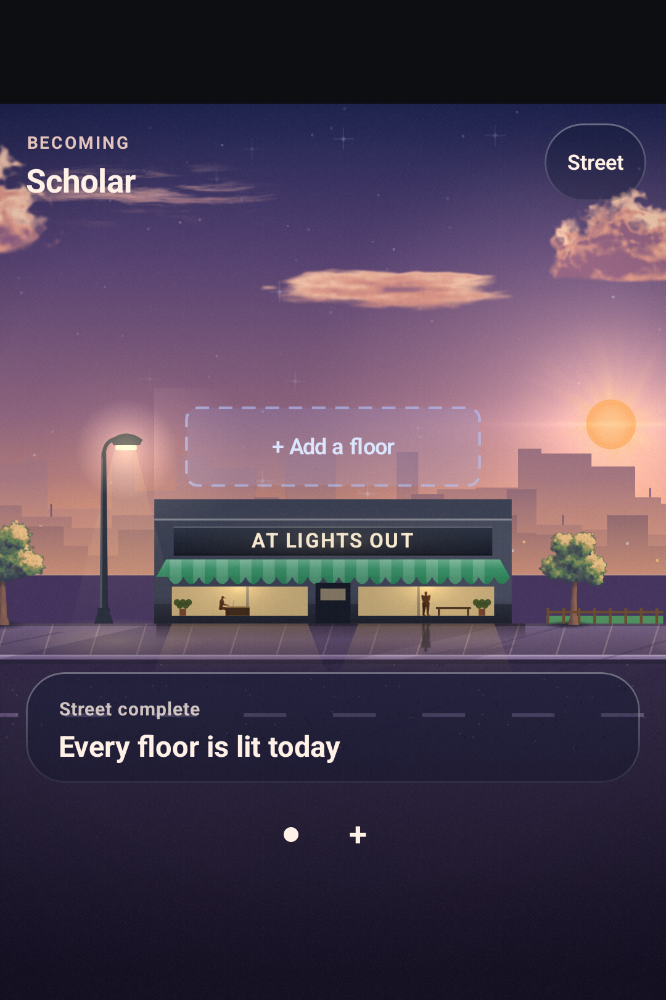 BECOMING
Scholar
Street
+ Add a floor
AT LIGHTS OUT
Street complete
Every floor is lit today
+